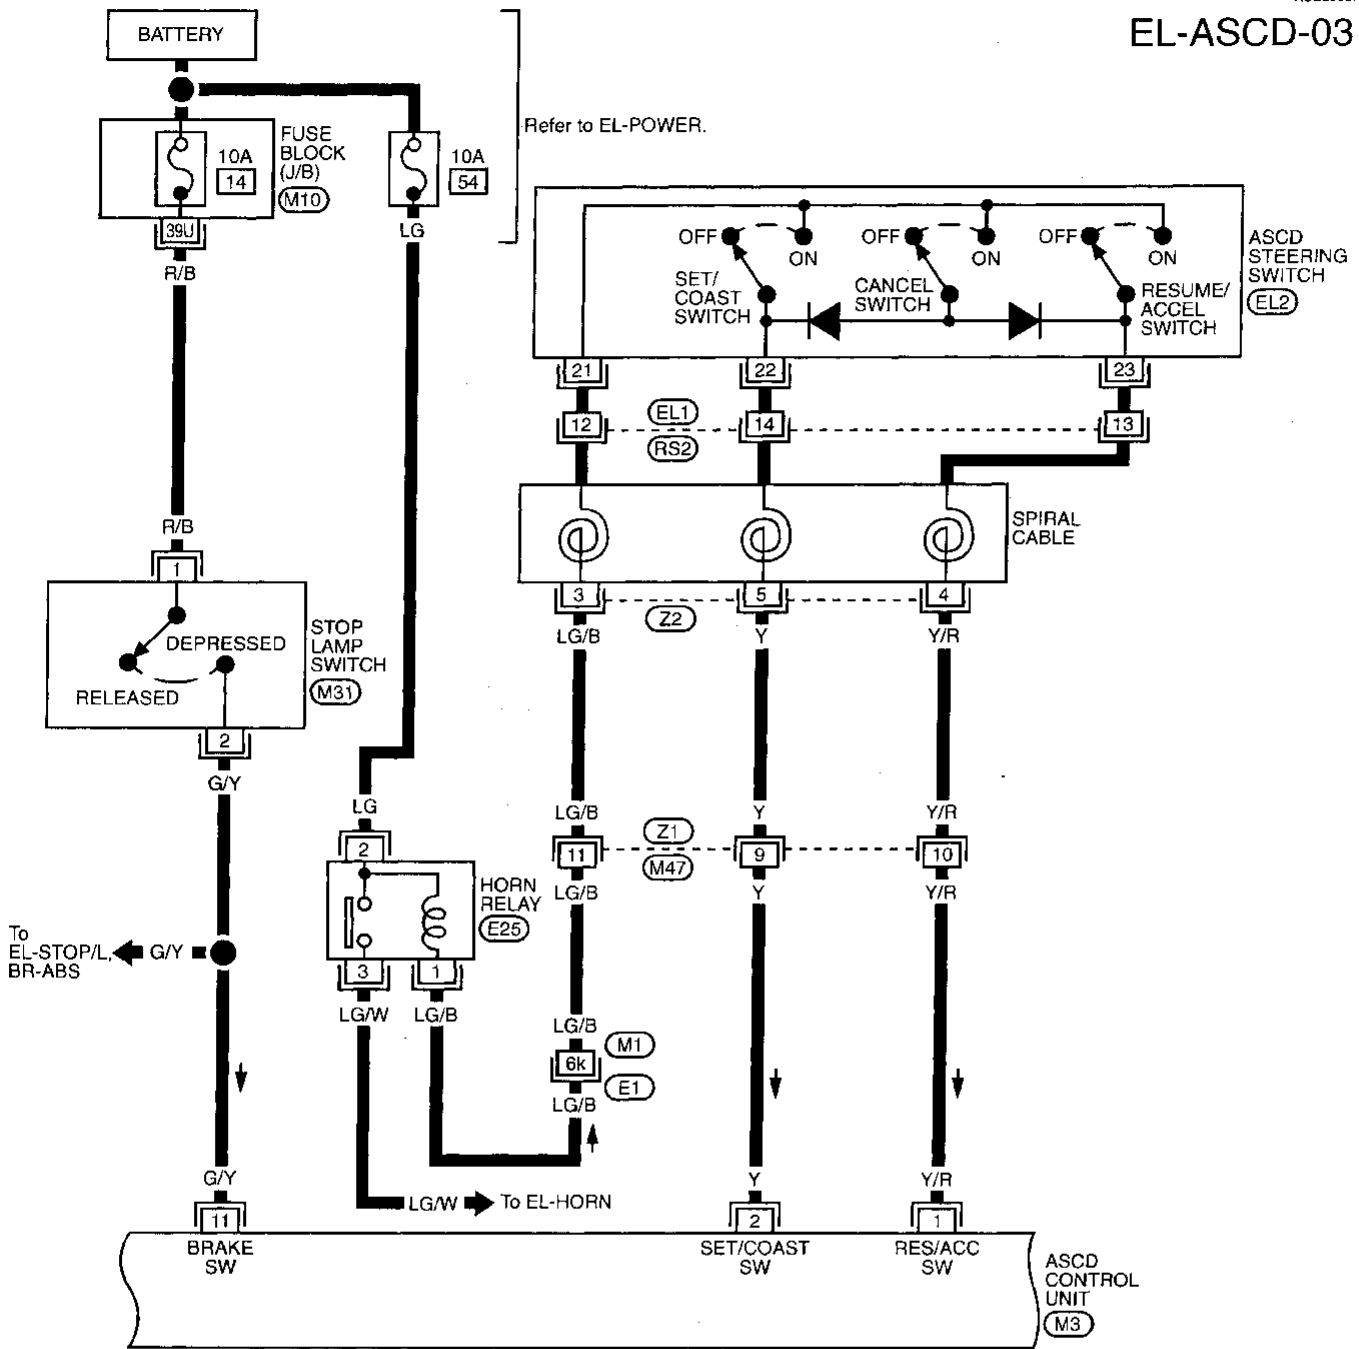 EL-ASCD-03
BATTERY
Refer to EL-POWER.
FUSE
BLOCK
(J/B)
M10
10A
14
10A
54
39U
R/B
LG
OFF
ON
OFF
ON
OFF
ON
SET/
COAST
SWITCH
CANCEL
SWITCH
RESUME/
ACCEL
SWITCH
ASCD
STEERING
SWITCH
EL2
21
22
23
12
EL1
RS2
14
13
SPIRAL
CABLE
R/B
1
3
Z2
5
4
LG/B
Y
Y/R
DEPRESSED
RELEASED
STOP
LAMP
SWITCH
M31
2
G/Y
LG
LG/B
Y
Y/R
2
11
Z1
M47
9
10
LG/B
Y
Y/R
HORN
RELAY
E25
3
1
LG/W
LG/B
To
EL-STOP/L,
BR-ABS
G/Y
LG/B
6k
M1
E1
LG/B
G/Y
LG/W
To EL-HORN
Y
Y/R
11
2
1
BRAKE
SW
SET/COAST
SW
RES/ACC
SW
ASCD
CONTROL
UNIT
M3